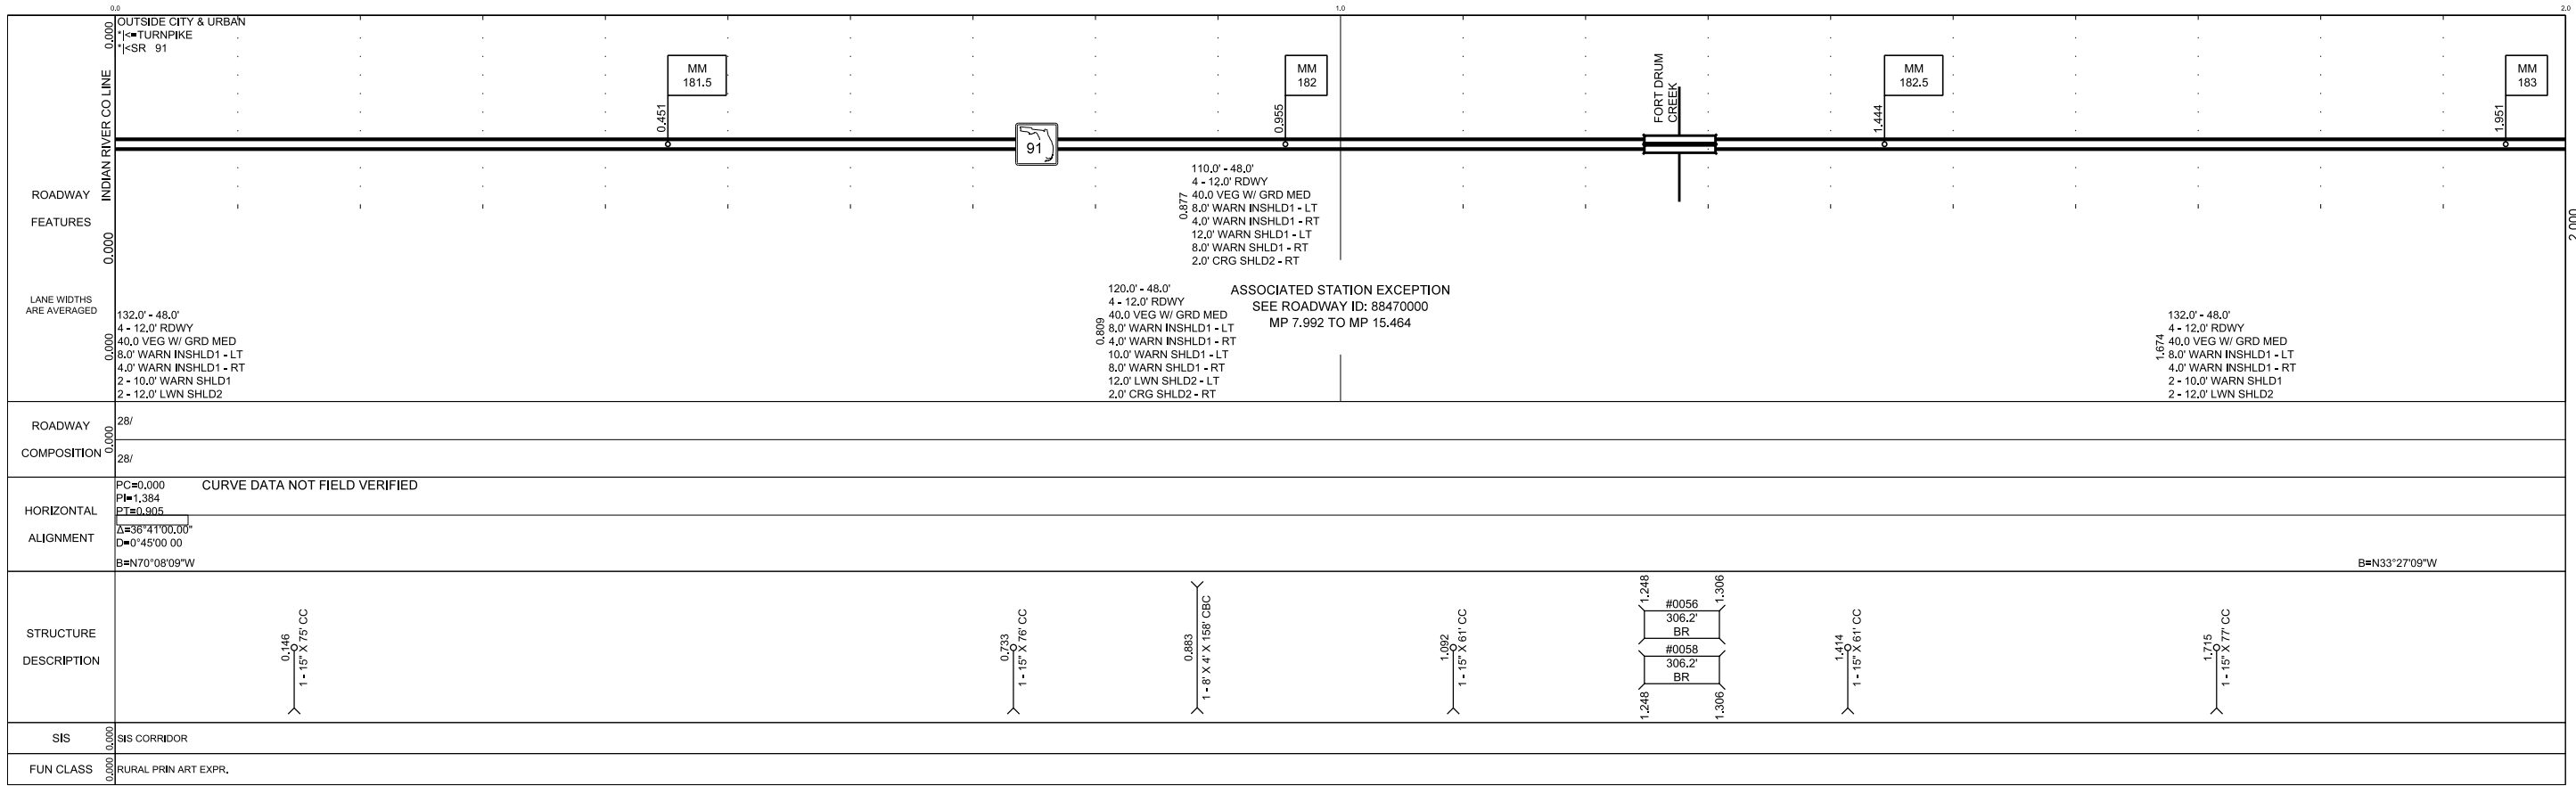 0.0
1.0
2.0
0.000
OUTSIDE CITY & URBAN
*|<=TURNPIKE
*|<SR 91
INDIAN RIVER CO LINE
MM
181.5
0.451
91
MM
182
0.955
FORT DRUM
CREEK
MM
182.5
1.444
MM
183
1.951
ROADWAY
FEATURES
0.000
2.000
0.877
110.0' - 48.0'
4 - 12.0' RDWY
40.0 VEG W/ GRD MED
8.0' WARN INSHLD1 - LT
4.0' WARN INSHLD1 - RT
12.0' WARN SHLD1 - LT
8.0' WARN SHLD1 - RT
2.0' CRG SHLD2 - RT
LANE WIDTHS
ARE AVERAGED
0.000
132.0' - 48.0'
4 - 12.0' RDWY
40.0 VEG W/ GRD MED
8.0' WARN INSHLD1 - LT
4.0' WARN INSHLD1 - RT
2 - 10.0' WARN SHLD1
2 - 12.0' LWN SHLD2
0.809
120.0' - 48.0'
4 - 12.0' RDWY
40.0 VEG W/ GRD MED
8.0' WARN INSHLD1 - LT
4.0' WARN INSHLD1 - RT
10.0' WARN SHLD1 - LT
8.0' WARN SHLD1 - RT
12.0' LWN SHLD2 - LT
2.0' CRG SHLD2 - RT
ASSOCIATED STATION EXCEPTION
SEE ROADWAY ID: 88470000
MP 7.992 TO MP 15.464
1.674
132.0' - 48.0'
4 - 12.0' RDWY
40.0 VEG W/ GRD MED
8.0' WARN INSHLD1 - LT
4.0' WARN INSHLD1 - RT
2 - 10.0' WARN SHLD1
2 - 12.0' LWN SHLD2
ROADWAY
COMPOSITION
0.000
28/
28/
HORIZONTAL
ALIGNMENT
PC=0.000
PI=1.384
PT=0.905
CURVE DATA NOT FIELD VERIFIED
Δ=36°41'00.00"
D=0°45'00 00
B=N70°08'09"W
B=N33°27'09"W
STRUCTURE
DESCRIPTION
0.146
1 - 15" X 75' CC
0.733
1 - 15" X 76' CC
0.883
1 - 8' X 4' X 158' CBC
1.092
1 - 15" X 61' CC
1.248
1.306
#0056
306.2'
BR
#0058
306.2'
BR
1.248
1.306
1.414
1 - 15" X 61' CC
1.715
1 - 15" X 77' CC
SIS
0.000
SIS CORRIDOR
FUN CLASS
0.000
RURAL PRIN ART EXPR.